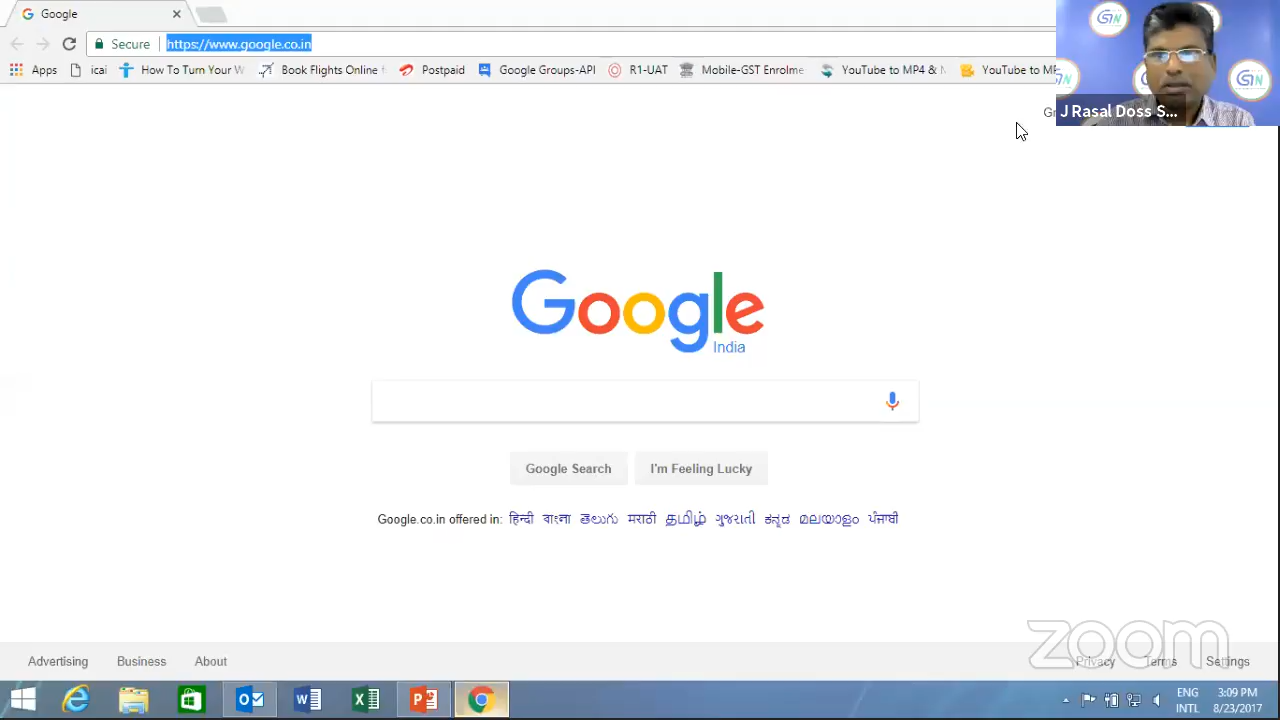 Google
Secure
https://www.google.co.in
Apps
icai
How To Turn Your W
Book Flights Online f
Postpaid
Google Groups-API
R1-UAT
Mobile-GST Enrolme
YouTube to MP4 & M
YouTube to MP
J Rasal Doss S...
Google
India
Google Search
I'm Feeling Lucky
Google.co.in offered in: हिन्दी বাংলা తెలుగు मराठी தமிழ் ગુજરાતી ಕನ್ನಡ മലയാളം ਪੰਜਾਬੀ
zoom
Advertising
Business
About
Privacy
Terms
Settings
ENG
INTL
3:09 PM
8/23/2017